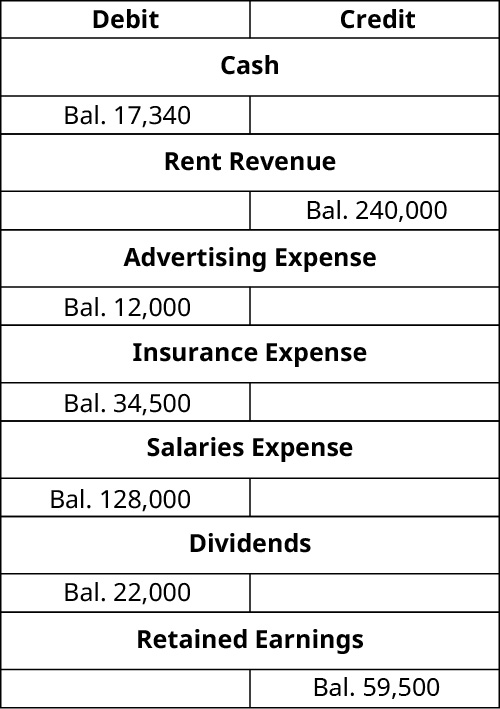 Debit Credit
Cash
Bal. 17,340
Rent Revenue
Bal. 240,000
Advertising Expense
Bal. 12,000
Insurance Expense
Bal. 34,500
Salaries Expense
Bal. 128,000
Dividends
Bal. 22,000
Retained Earnings
Bal. 59,500